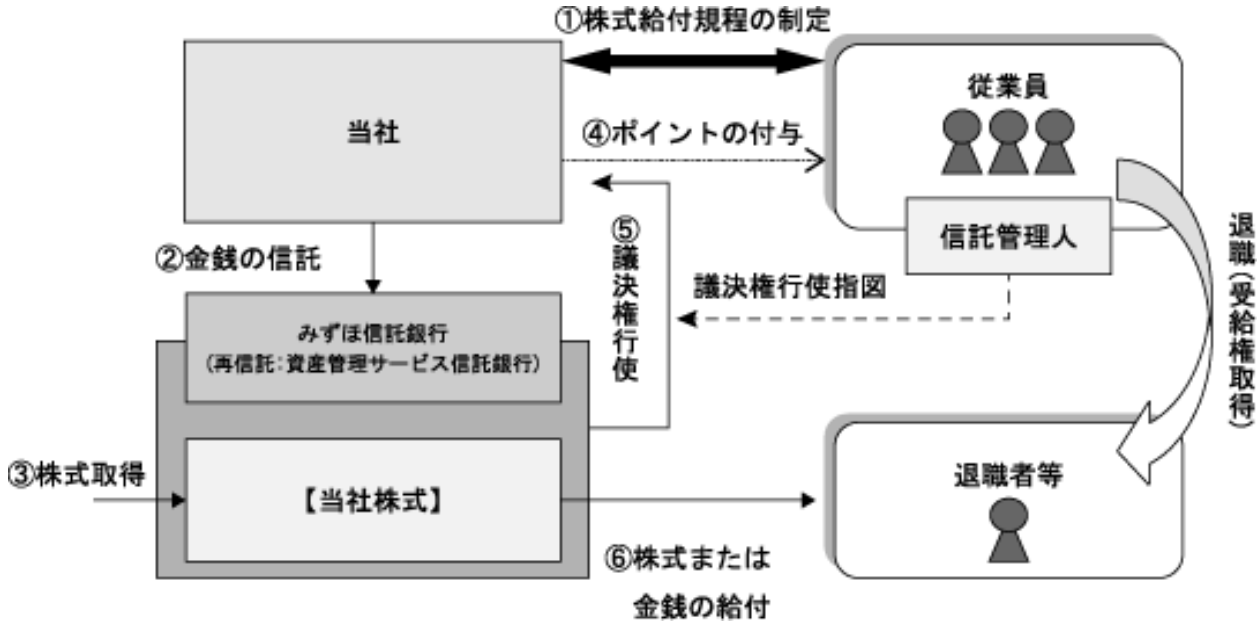 ①株式給付規程の制定
当社
従業員
④ポイントの付与
信託管理人
②金銭の信託
⑤議決権行使
議決権行使指図
退職(受給権取得)
みずほ信託銀行
(再信託:資産管理サービス信託銀行)
③株式取得
【当社株式】
退職者等
⑥株式または
金銭の給付